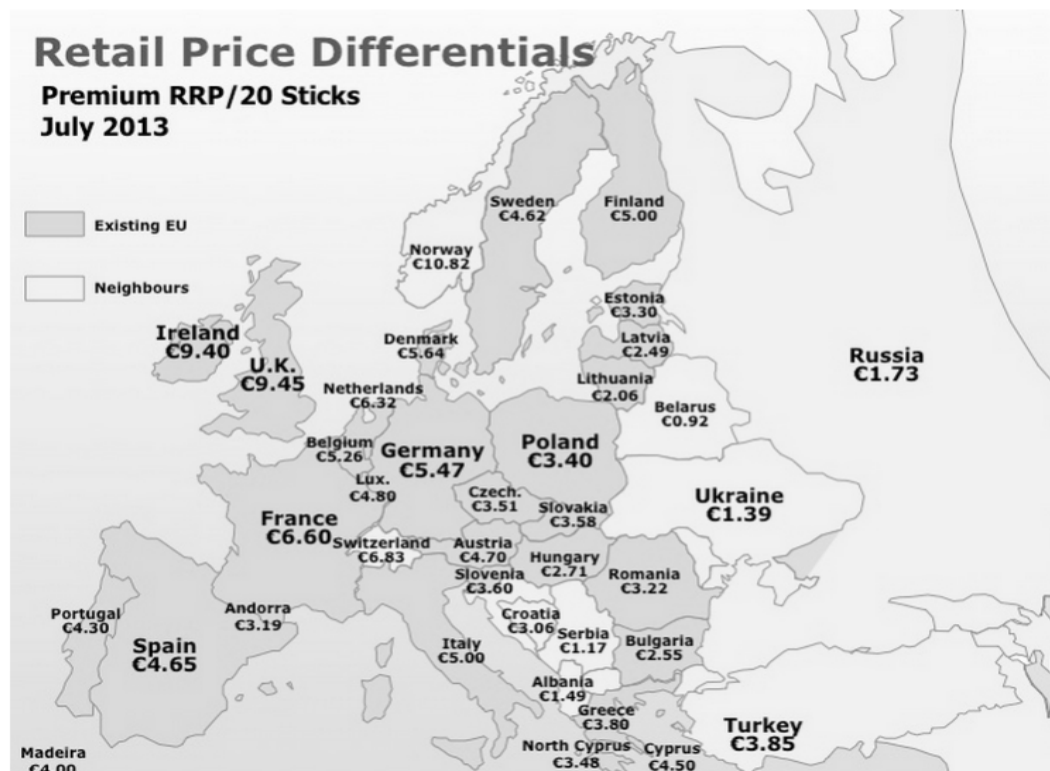 Retail Price Differentials
Premium RRP/20 Sticks
July 2013
Existing EU
Neighbours
Sweden
€4.62
Finland
€5.00
Norway
€10.82
Estonia
€3.30
Ireland
€9.40
Denmark
€5.64
Latvia
€2.49
U.K.
€9.45
Russia
€1.73
Netherlands
€6.32
Lithuania
€2.06
Belarus
€0.92
Belgium
€5.26
Germany
€5.47
Poland
€3.40
Lux.
€4.80
Czech.
€3.51
Slovakia
€3.58
Ukraine
€1.39
France
€6.60
Switzerland
€6.83
Austria
€4.70
Hungary
€2.71
Slovenia
€3.60
Romania
€3.22
Portugal
€4.30
Andorra
€3.19
Croatia
€3.06
Serbia
€1.17
Spain
€4.65
Italy
€5.00
Bulgaria
€2.55
Albania
€1.49
Greece
€3.80
Turkey
€3.85
Madeira
€4.00
North Cyprus
€3.48
Cyprus
€4.50